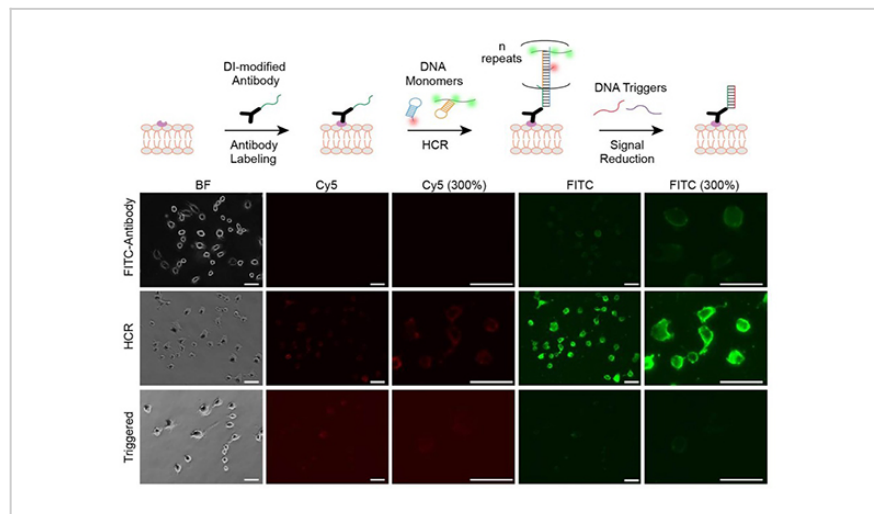 n
repeats
DI-modified
Antibody
DNA
Monomers
DNA Triggers
Antibody
Labeling
HCR
Signal
Reduction
BF
Cy5
Cy5 (300%)
FITC
FITC (300%)
FITC-Antibody
HCR
Triggered